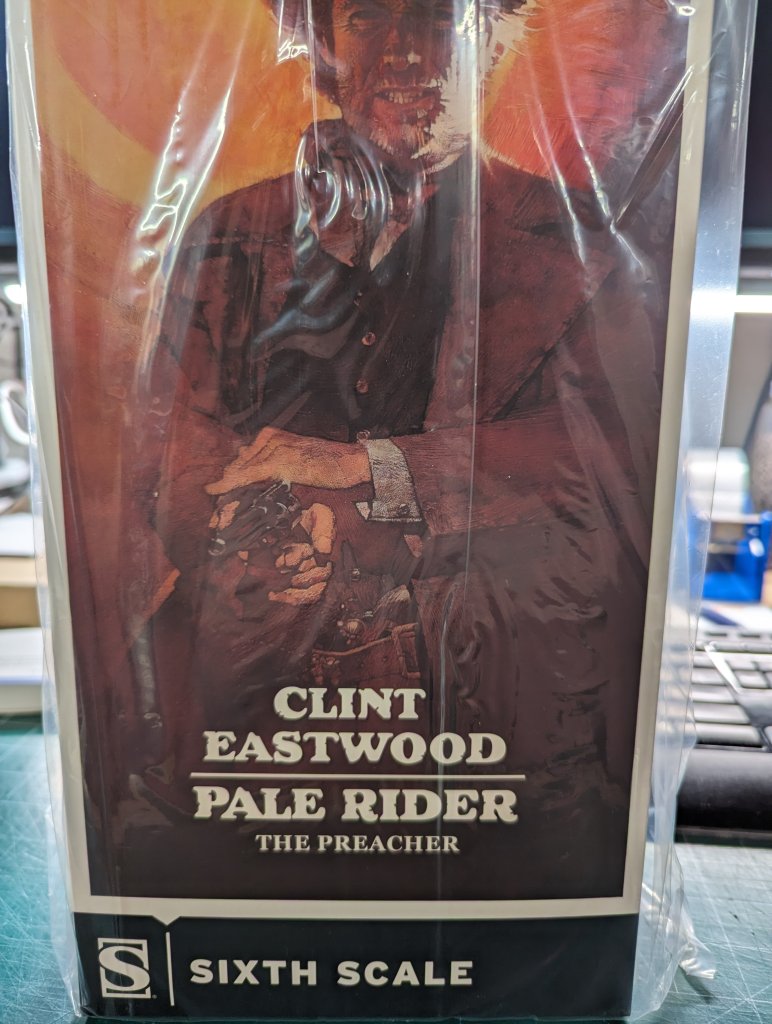 CLINT
EASTWOOD
PALE RIDER
THE PREACHER
S
SIXTH SCALE